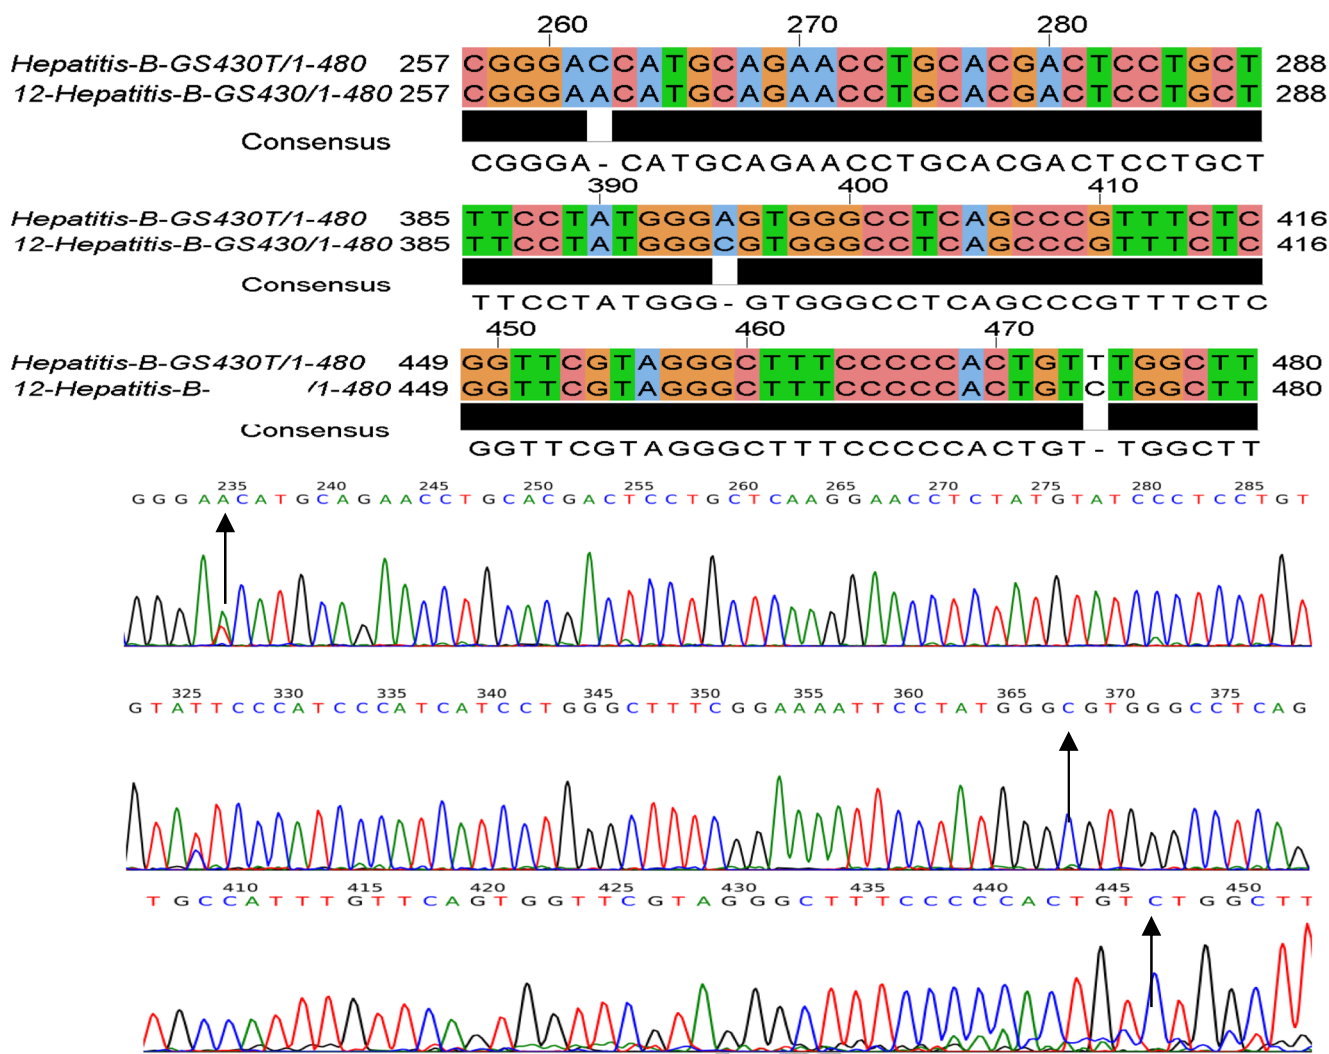 260 270 280
Hepatitis-B-GS430T/1-480 257 CGGGACCATGCAGAACCTGCACGACTCCTGCT 288
12-Hepatitis-B-GS430/1-480 257 CGGGAACATGCAGAACCTGCACGACTCCTGCT 288
Consensus
CGGGA-CATGCAGAACCTGCACGACTCCTGCT
390 400 410
Hepatitis-B-GS430T/1-480 385 TTCCTATGGGAGTGGGCCTCAGCCCGTTTCTC 416
12-Hepatitis-B-GS430/1-480 385 TTCCTATGGGCGTGGGCCTCAGCCCGTTTCTC 416
Consensus
TTCCTATGGG-GTGGGCCTCAGCCCGTTTCTC
450 460 470
Hepatitis-B-GS430T/1-480 449 GGTTCGTAGGGCTTTCCCCCACTGTTTGGCTT 480
12-Hepatitis-B- /1-480 449 GGTTCGTAGGGCTTTCCCCCACTGTCTGGCTT 480
Consensus
GGTTCGTAGGGCTTTCCCCCACTGT-TGGCTT
235 240 245 250 255 260 265 270 275 280 285
GGGAACATGCAGAACCTGCACGACTCCTGCTCAAGGAACCTCTATGTATCCCTCCTGT
325 330 335 340 345 350 355 360 365 370 375
GTATTCCCATCCCATCATCCTGGGCTTTCGGAAAATTCCTATGGGCGTGGGCCTCAG
410 415 420 425 430 435 440 445 450
TGCCATTTGTTCAGTGGTTCGTAGGGCTTTCCCCCACTGTCTGGCTT